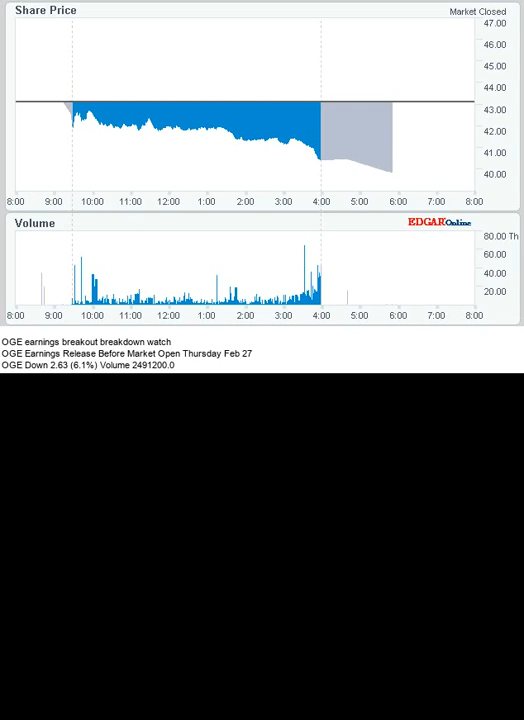 Share Price
Market Closed
47.00
46.00
45.00
44.00
43.00
42.00
41.00
40.00
8:00 9:00 10:00 11:00 12:00 1:00 2:00 3:00 4:00 5:00 6:00 7:00 8:00
Volume
EDGAR Online
80.00 Th
60.00
40.00
20.00
8:00 9:00 10:00 11:00 12:00 1:00 2:00 3:00 4:00 5:00 6:00 7:00 8:00
OGE earnings breakout breakdown watch
OGE Earnings Release Before Market Open Thursday Feb 27
OGE Down 2.63 (6.1%) Volume 2491200.0